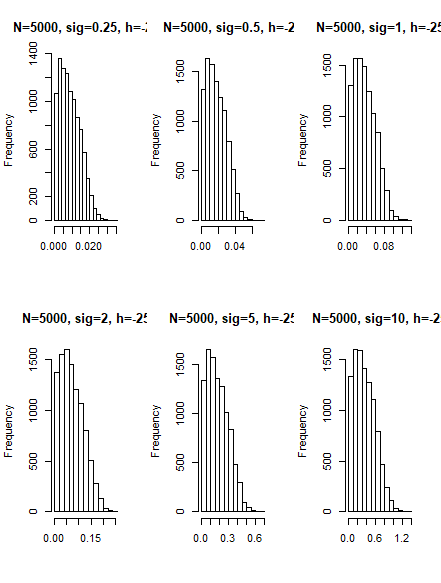 N=5000, sig=0.25, h=-2
Frequency
0 200 600 1000 1400
0.000 0.020
N=5000, sig=0.5, h=-2
Frequency
0 500 1000 1500
0.00 0.04
N=5000, sig=1, h=-25
Frequency
0 500 1000 1500
0.00 0.08
N=5000, sig=2, h=-25
Frequency
0 500 1000 1500
0.00 0.15
N=5000, sig=5, h=-25
Frequency
0 500 1000 1500
0.0 0.3 0.6
N=5000, sig=10, h=-2
Frequency
0 500 1000 1500
0.0 0.6 1.2